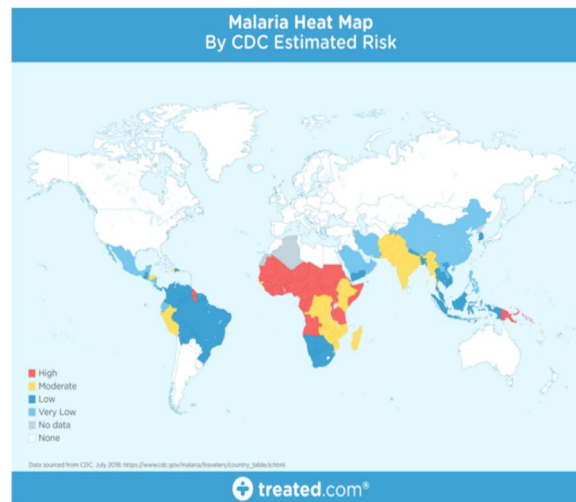 Malaria Heat Map
By CDC Estimated Risk
High
Moderate
Low
Very Low
No data
None
Data sourced from CDC, July 2018: https://www.cdc.gov/malaria/travelers/country_table/a.html
treated.com®